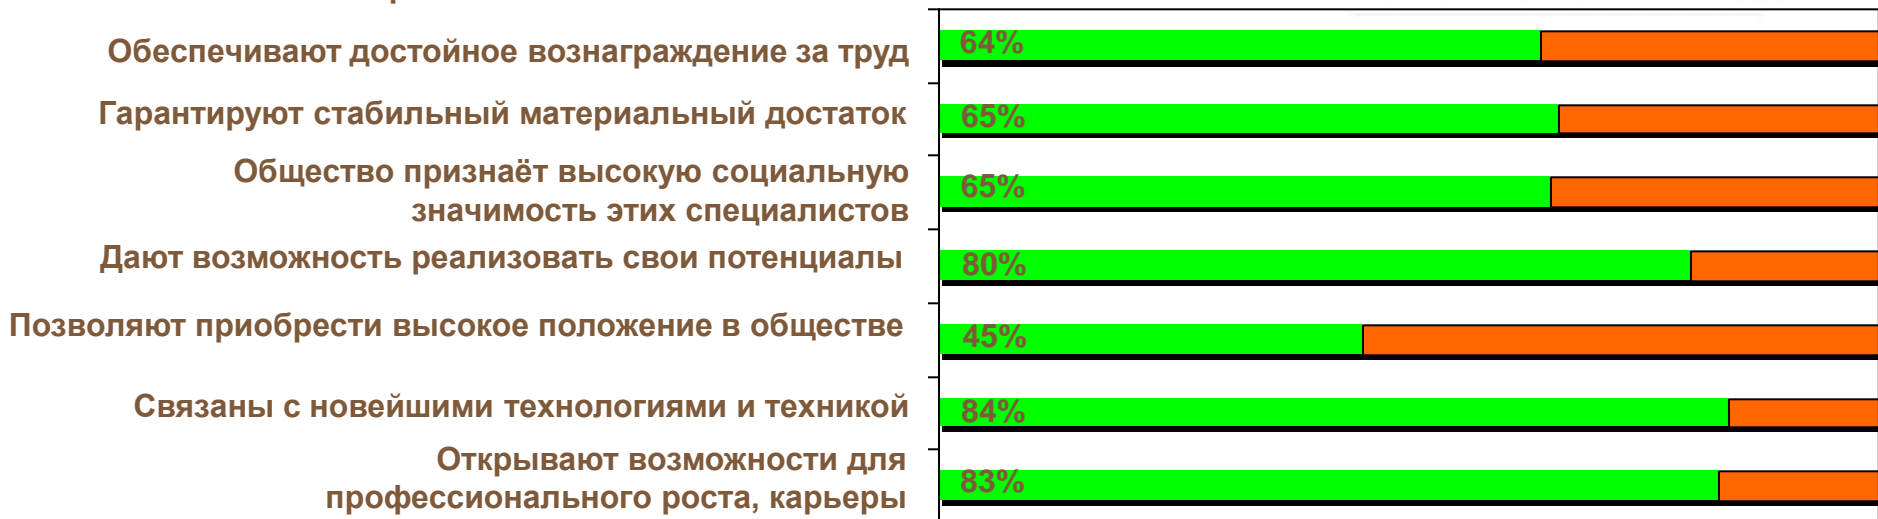 Обеспечивают достойное вознаграждение за труд
64%
Гарантируют стабильный материальный достаток
65%
Общество признаёт высокую социальную
значимость этих специалистов
65%
Дают возможность реализовать свои потенциалы
80%
Позволяют приобрести высокое положение в обществе
45%
Связаны с новейшими технологиями и техникой
84%
Открывают возможности для
профессионального роста, карьеры
83%